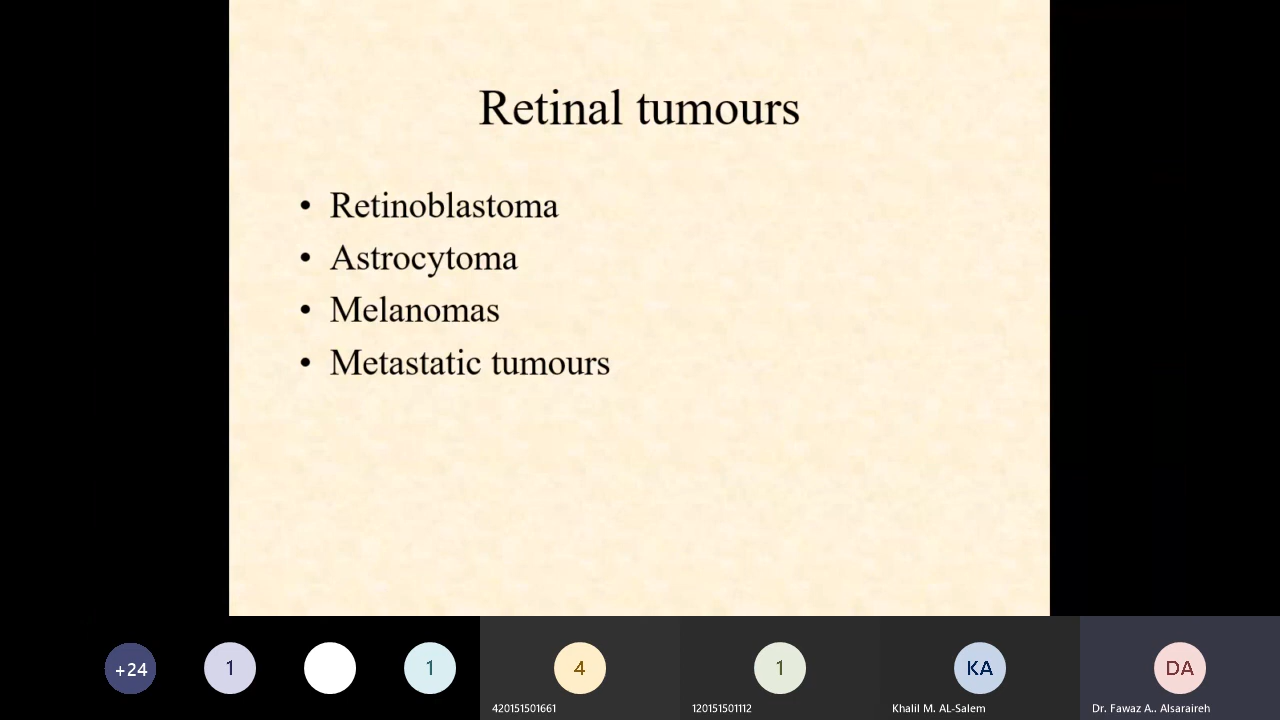 Retinal tumours
• Retinoblastoma
• Astrocytoma
• Melanomas
• Metastatic tumours
+24
1
1
4
1
KA
DA
420151501661
120151501112
Khalil M. AL-Salem
Dr. Fawaz A.. Alsaraireh